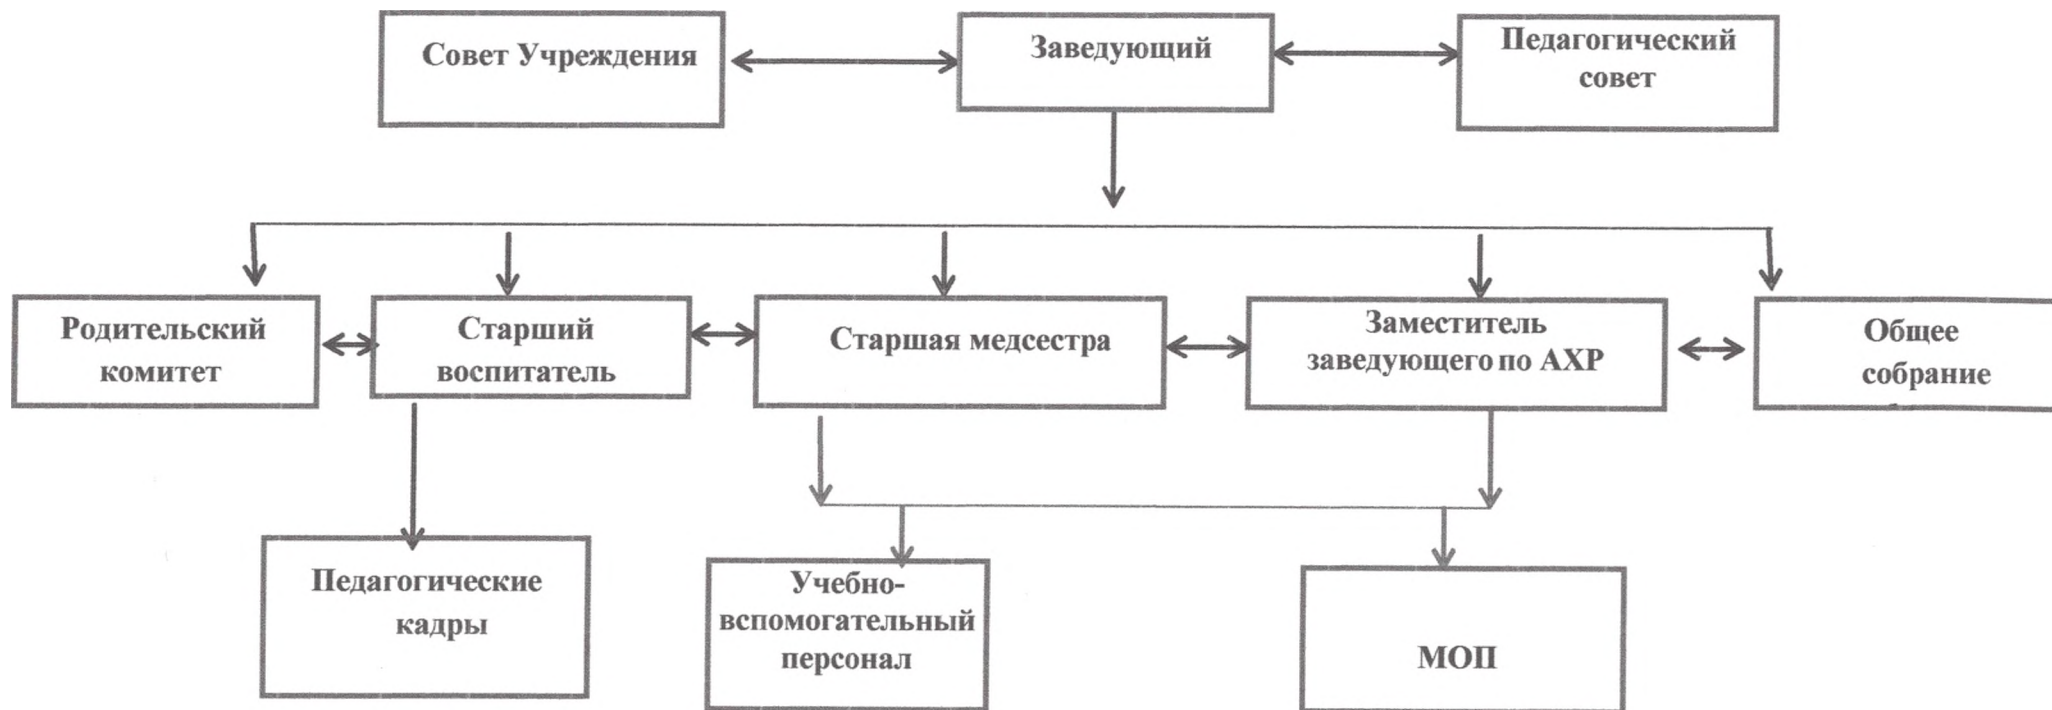 Совет Учреждения
Заведующий
Педагогический
совет
Родительский
комитет
Старший
воспитатель
Старшая медсестра
Заместитель
заведующего по АХР
Общее
собрание
Педагогические
кадры
Учебно-
вспомогательный
персонал
МОП